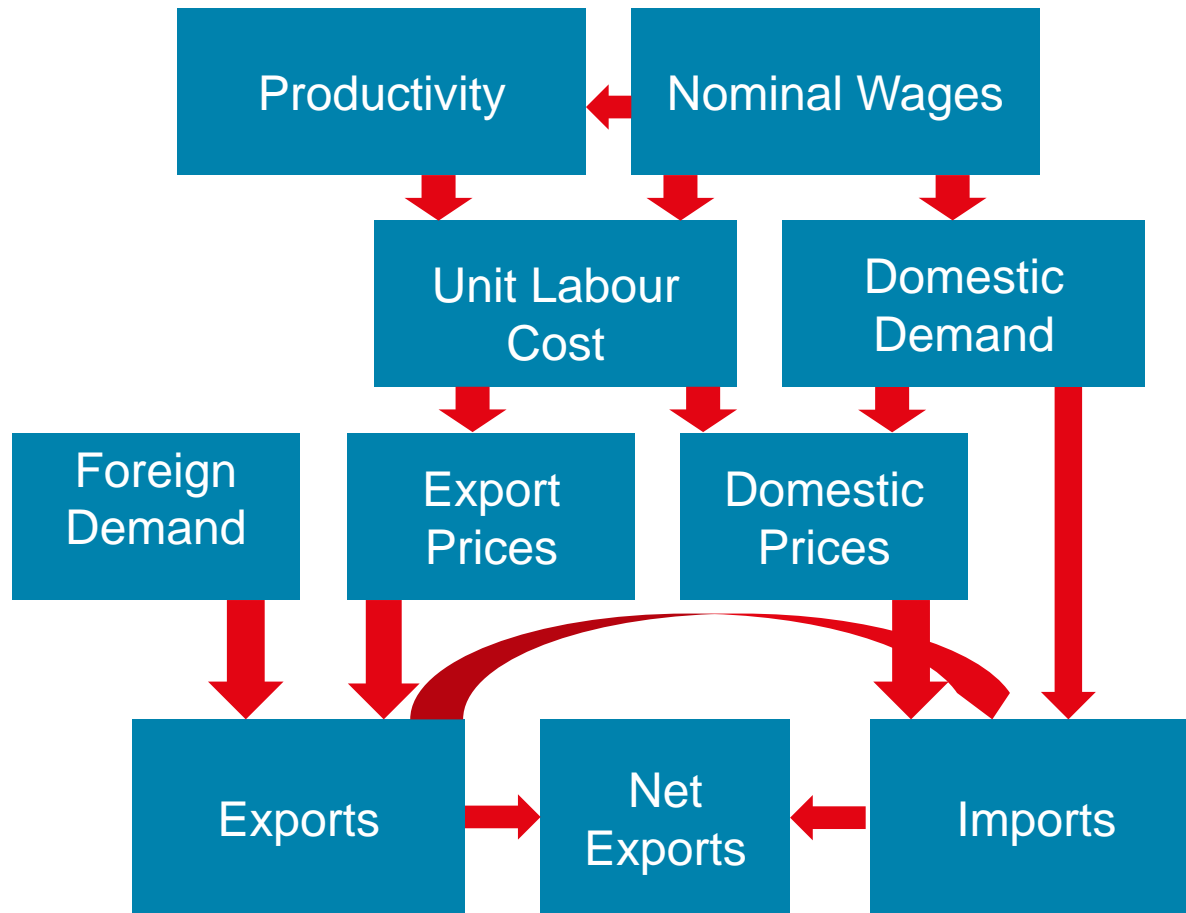 Productivity
Nominal Wages
Unit Labour
Cost
Domestic
Demand
Foreign
Demand
Export
Prices
Domestic
Prices
Exports
Net
Exports
Imports